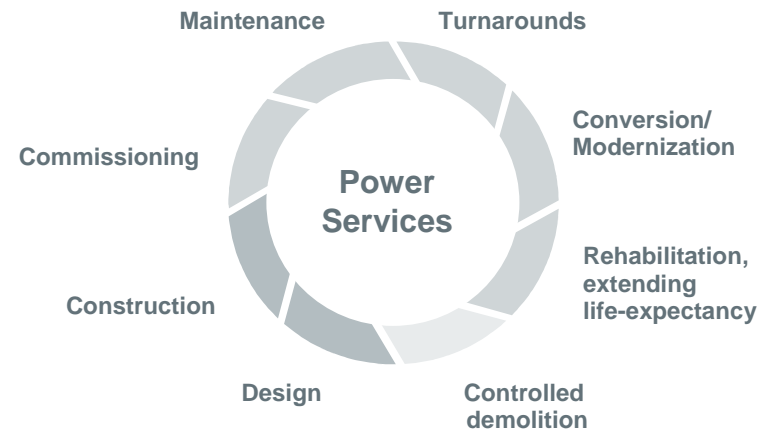 Maintenance
Turnarounds
Conversion/
Modernization
Commissioning
Power
Services
Rehabilitation,
extending
life-expectancy
Construction
Design
Controlled
demolition